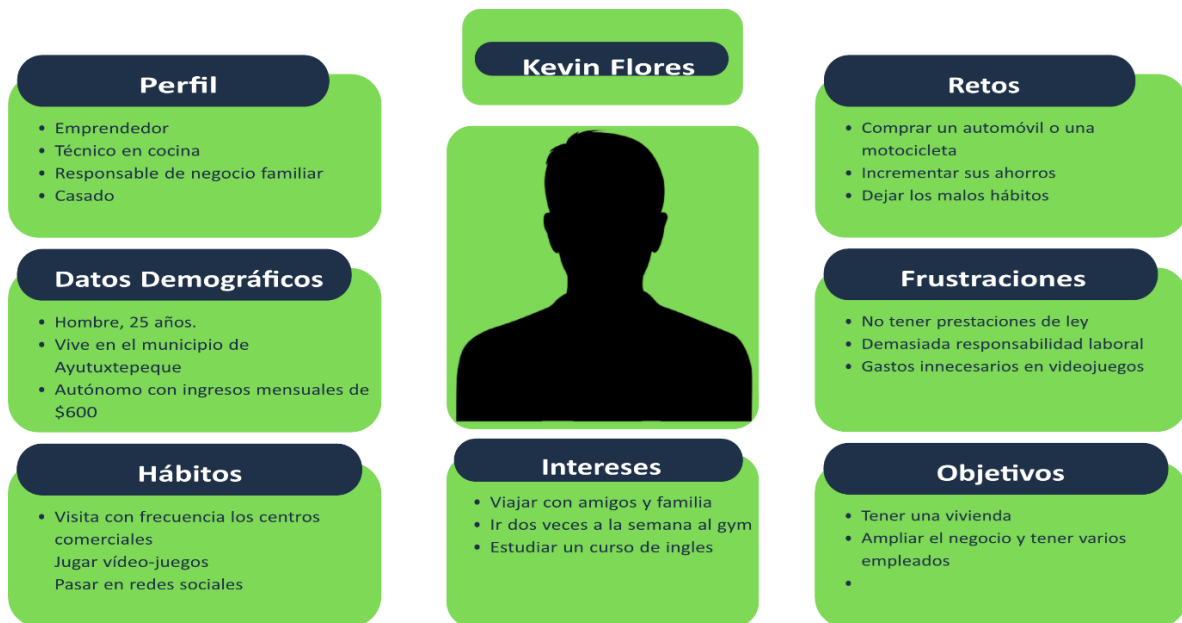 Kevin Flores
Perfil
• Emprendedor
• Técnico en cocina
• Responsable de negocio familiar
• Casado
Datos Demográficos
• Hombre, 25 años.
• Vive en el municipio de
Ayutuxtepeque
• Autónomo con ingresos mensuales de
$600
Hábitos
• Visita con frecuencia los centros
comerciales
Jugar vídeo-juegos
Pasar en redes sociales
Intereses
• Viajar con amigos y familia
• Ir dos veces a la semana al gym
• Estudiar un curso de ingles
Retos
• Comprar un automóvil o una
motocicleta
• Incrementar sus ahorros
• Dejar los malos hábitos
Frustraciones
• No tener prestaciones de ley
• Demasiada responsabilidad laboral
• Gastos innecesarios en videojuegos
Objetivos
• Tener una vivienda
• Ampliar el negocio y tener varios
empleados
•